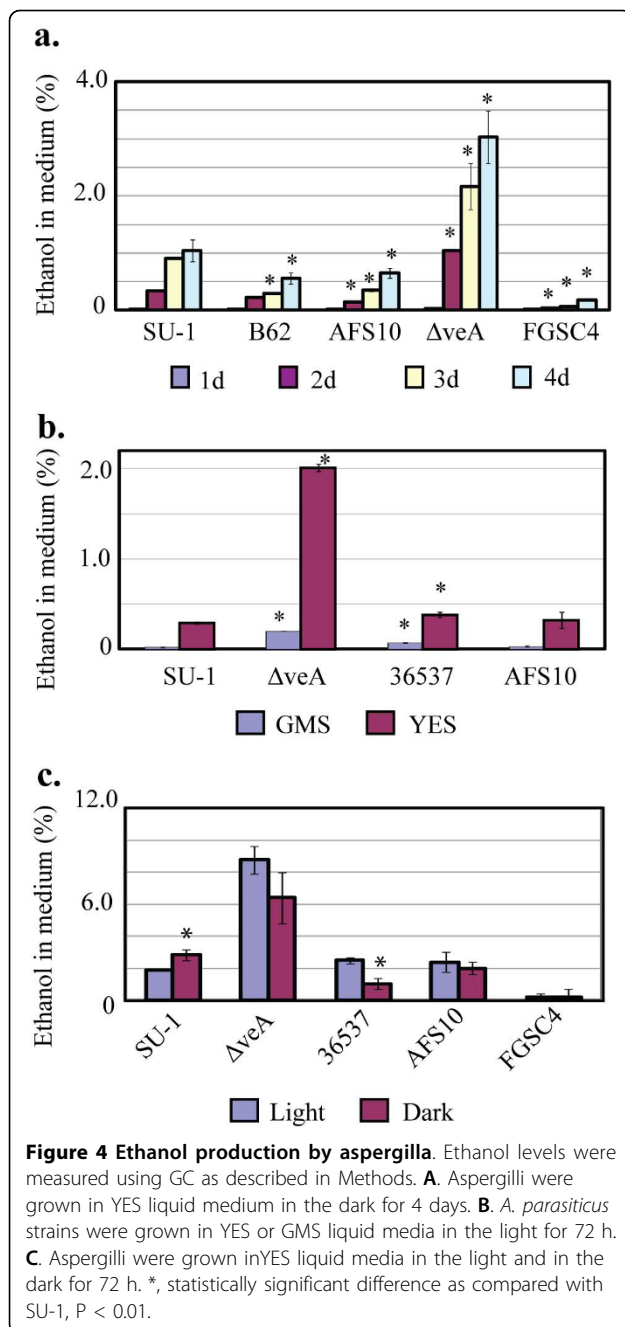 a.
4.0
2.0
0
Ethanol in medium (%)
* * * * * * * * * * *
SU-1 B62 AFS10 ΔveA FGSC4
1d 2d 3d 4d
b.
2.0
1.0
0
Ethanol in medium (%)
* * * *
SU-1 ΔveA 36537 AFS10
GMS YES
c.
12.0
6.0
0
Ethanol in medium (%)
* *
SU-1 ΔveA 36537 AFS10 FGSC4
Light Dark
Figure 4 Ethanol production by aspergilla. Ethanol levels were
measured using GC as described in Methods. A. Aspergilli were
grown in YES liquid medium in the dark for 4 days. B. A. parasiticus
strains were grown in YES or GMS liquid media in the light for 72 h.
C. Aspergilli were grown inYES liquid media in the light and in the
dark for 72 h. *, statistically significant difference as compared with
SU-1, P < 0.01.